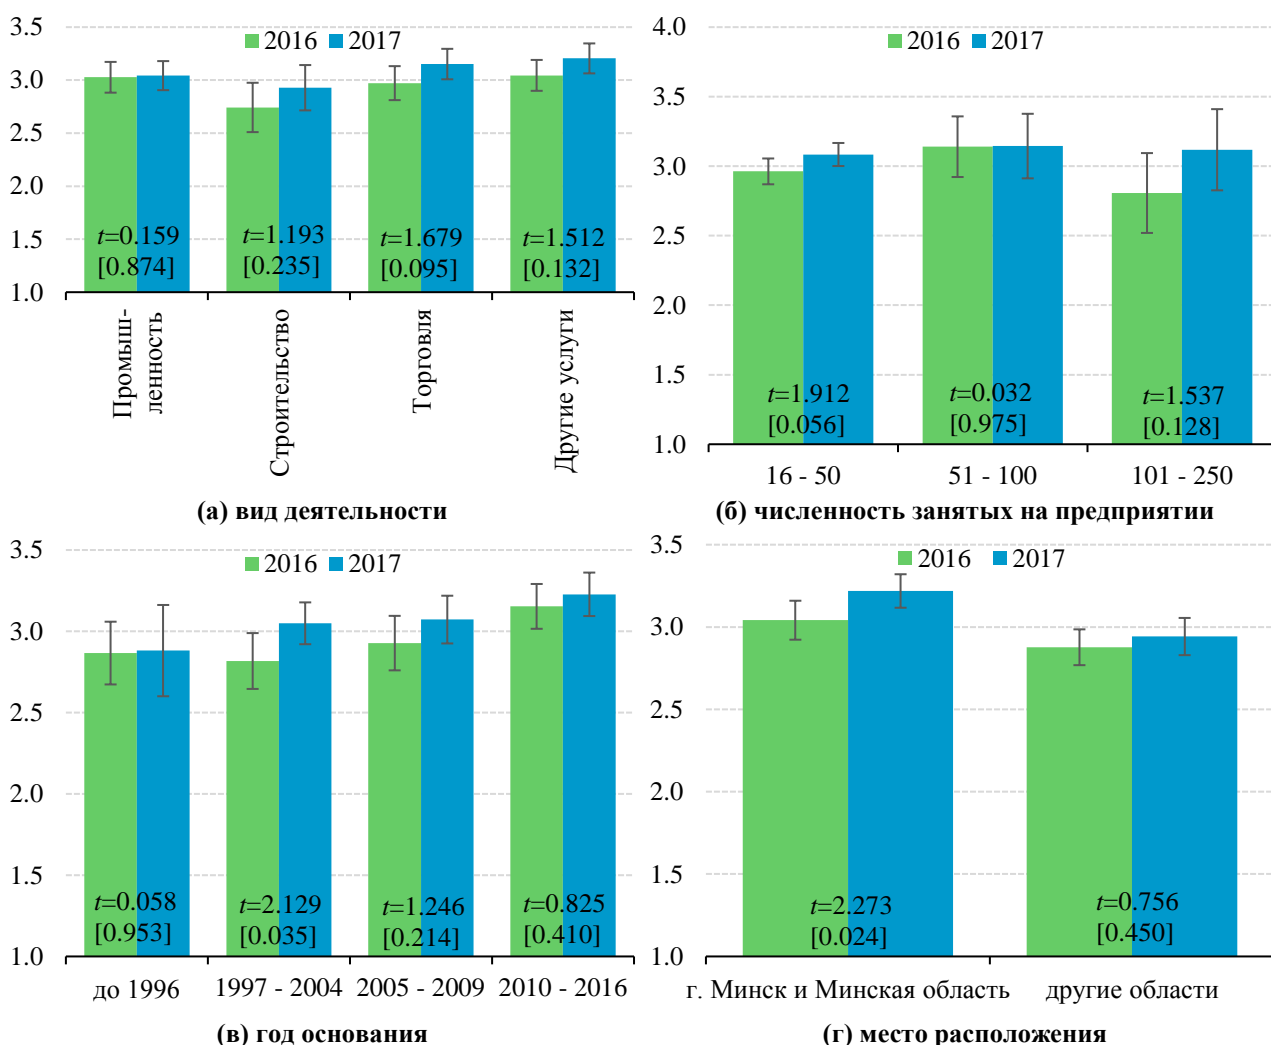 2016 2017
3.5
3.0
2.5
2.0
1.5
1.0
t=0.159
[0.874]
t=1.193
[0.235]
t=1.679
[0.095]
t=1.512
[0.132]
Промыш-
ленность
Строительство
Торговля
Другие услуги
(а) вид деятельности
2016 2017
4.0
3.5
3.0
2.5
2.0
1.5
1.0
t=1.912
[0.056]
t=0.032
[0.975]
t=1.537
[0.128]
16 - 50
51 - 100
101 - 250
(б) численность занятых на предприятии
2016 2017
3.5
3.0
2.5
2.0
1.5
1.0
t=0.058
[0.953]
t=2.129
[0.035]
t=1.246
[0.214]
t=0.825
[0.410]
до 1996
1997 - 2004
2005 - 2009
2010 - 2016
(в) год основания
2016 2017
3.5
3.0
2.5
2.0
1.5
1.0
t=2.273
[0.024]
t=0.756
[0.450]
г. Минск и Минская область
другие области
(г) место расположения